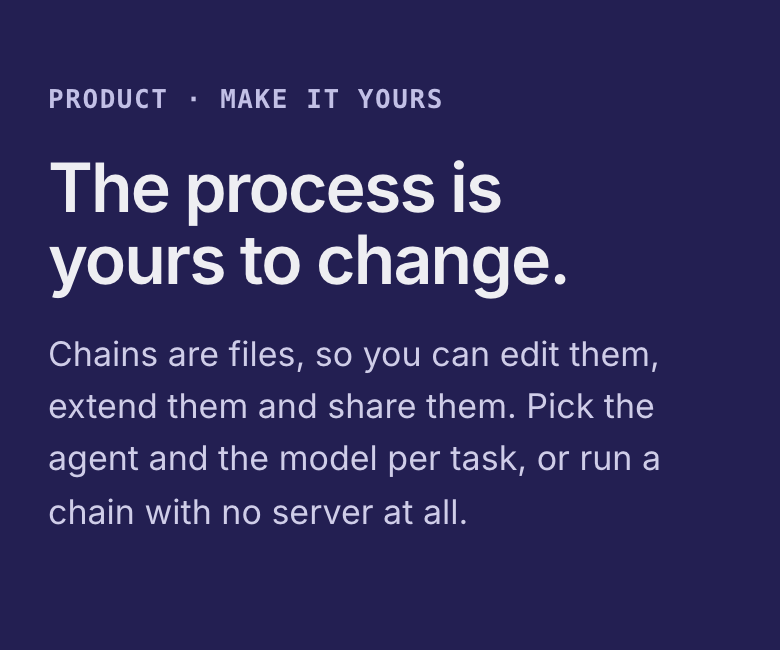 PRODUCT · MAKE IT YOURS
The process is
yours to change.
Chains are files, so you can edit them,
extend them and share them. Pick the
agent and the model per task, or run a
chain with no server at all.